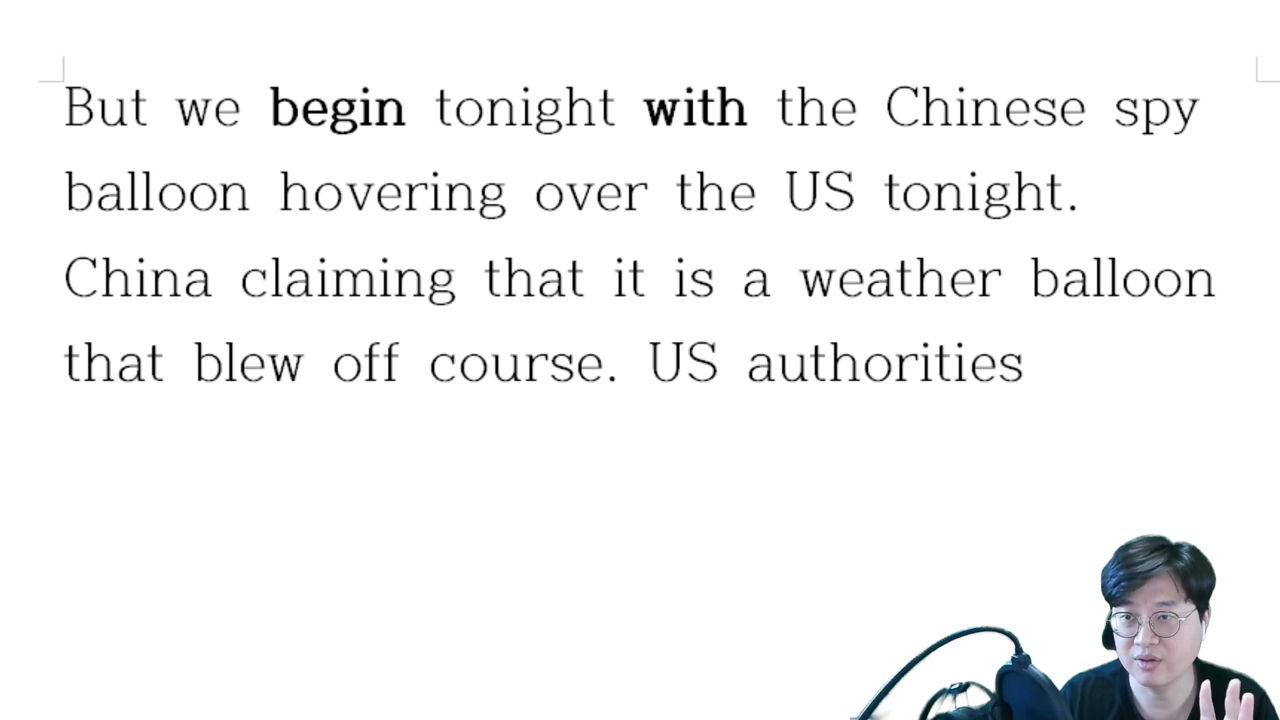 But we begin tonight with the Chinese spy
balloon hovering over the US tonight.
China claiming that it is a weather balloon
that blew off course. US authorities